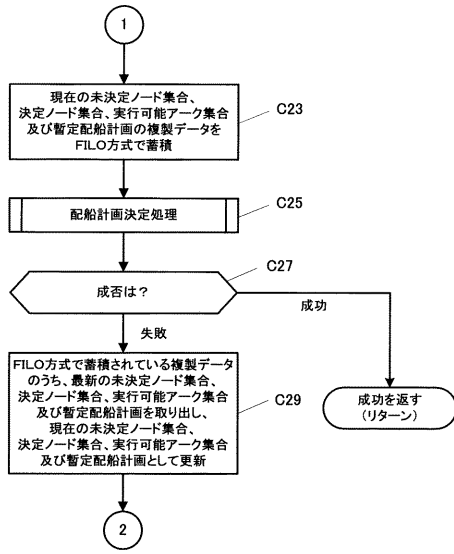 1
現在の未決定ノード集合、
決定ノード集合、実行可能アーク集合
及び暫定配船計画の複製データを
FILO方式で蓄積
C23
配船計画決定処理
C25
成否は？
C27
成功
失敗
FILO方式で蓄積されている複製データ
のうち、最新の未決定ノード集合、
決定ノード集合、実行可能アーク集合
及び暫定配船計画を取り出し、
現在の未決定ノード集合、
決定ノード集合、実行可能アーク集合
及び暫定配船計画として更新
C29
成功を返す
（リターン）
2